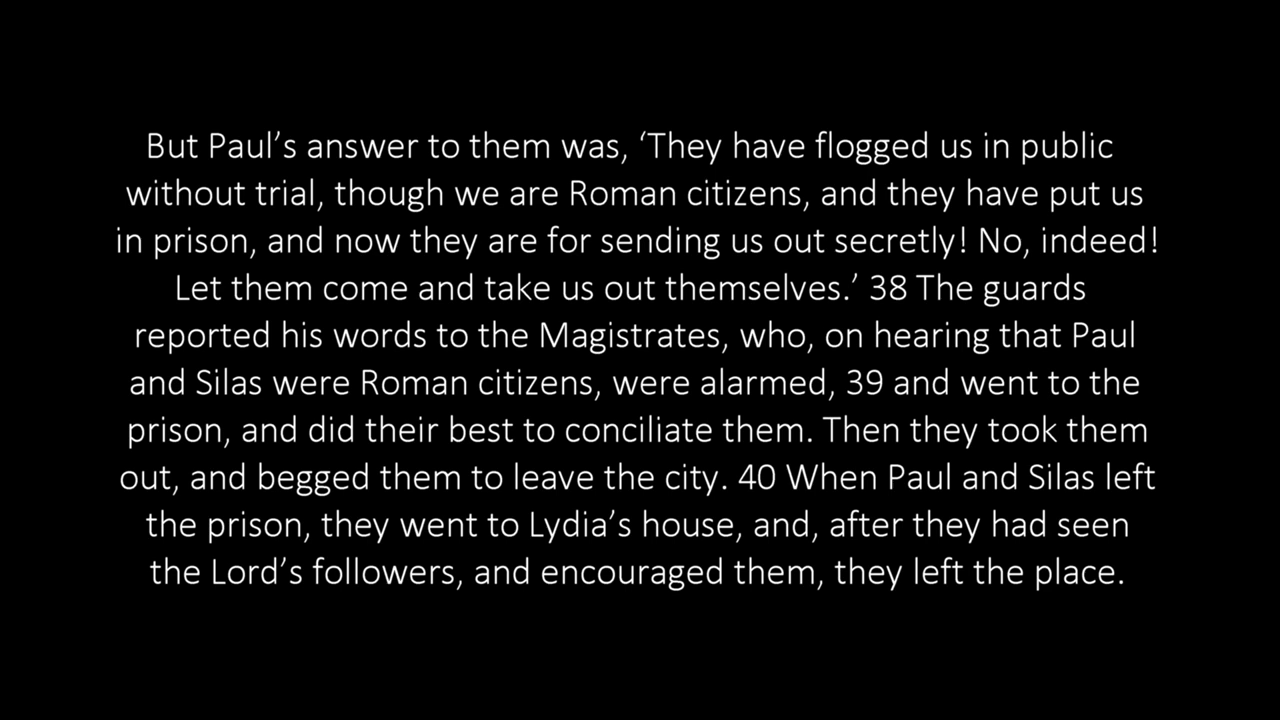 But Paul’s answer to them was, ‘They have flogged us in public
without trial, though we are Roman citizens, and they have put us
in prison, and now they are for sending us out secretly! No, indeed!
Let them come and take us out themselves.’ 38 The guards
reported his words to the Magistrates, who, on hearing that Paul
and Silas were Roman citizens, were alarmed, 39 and went to the
prison, and did their best to conciliate them. Then they took them
out, and begged them to leave the city. 40 When Paul and Silas left
the prison, they went to Lydia’s house, and, after they had seen
the Lord’s followers, and encouraged them, they left the place.